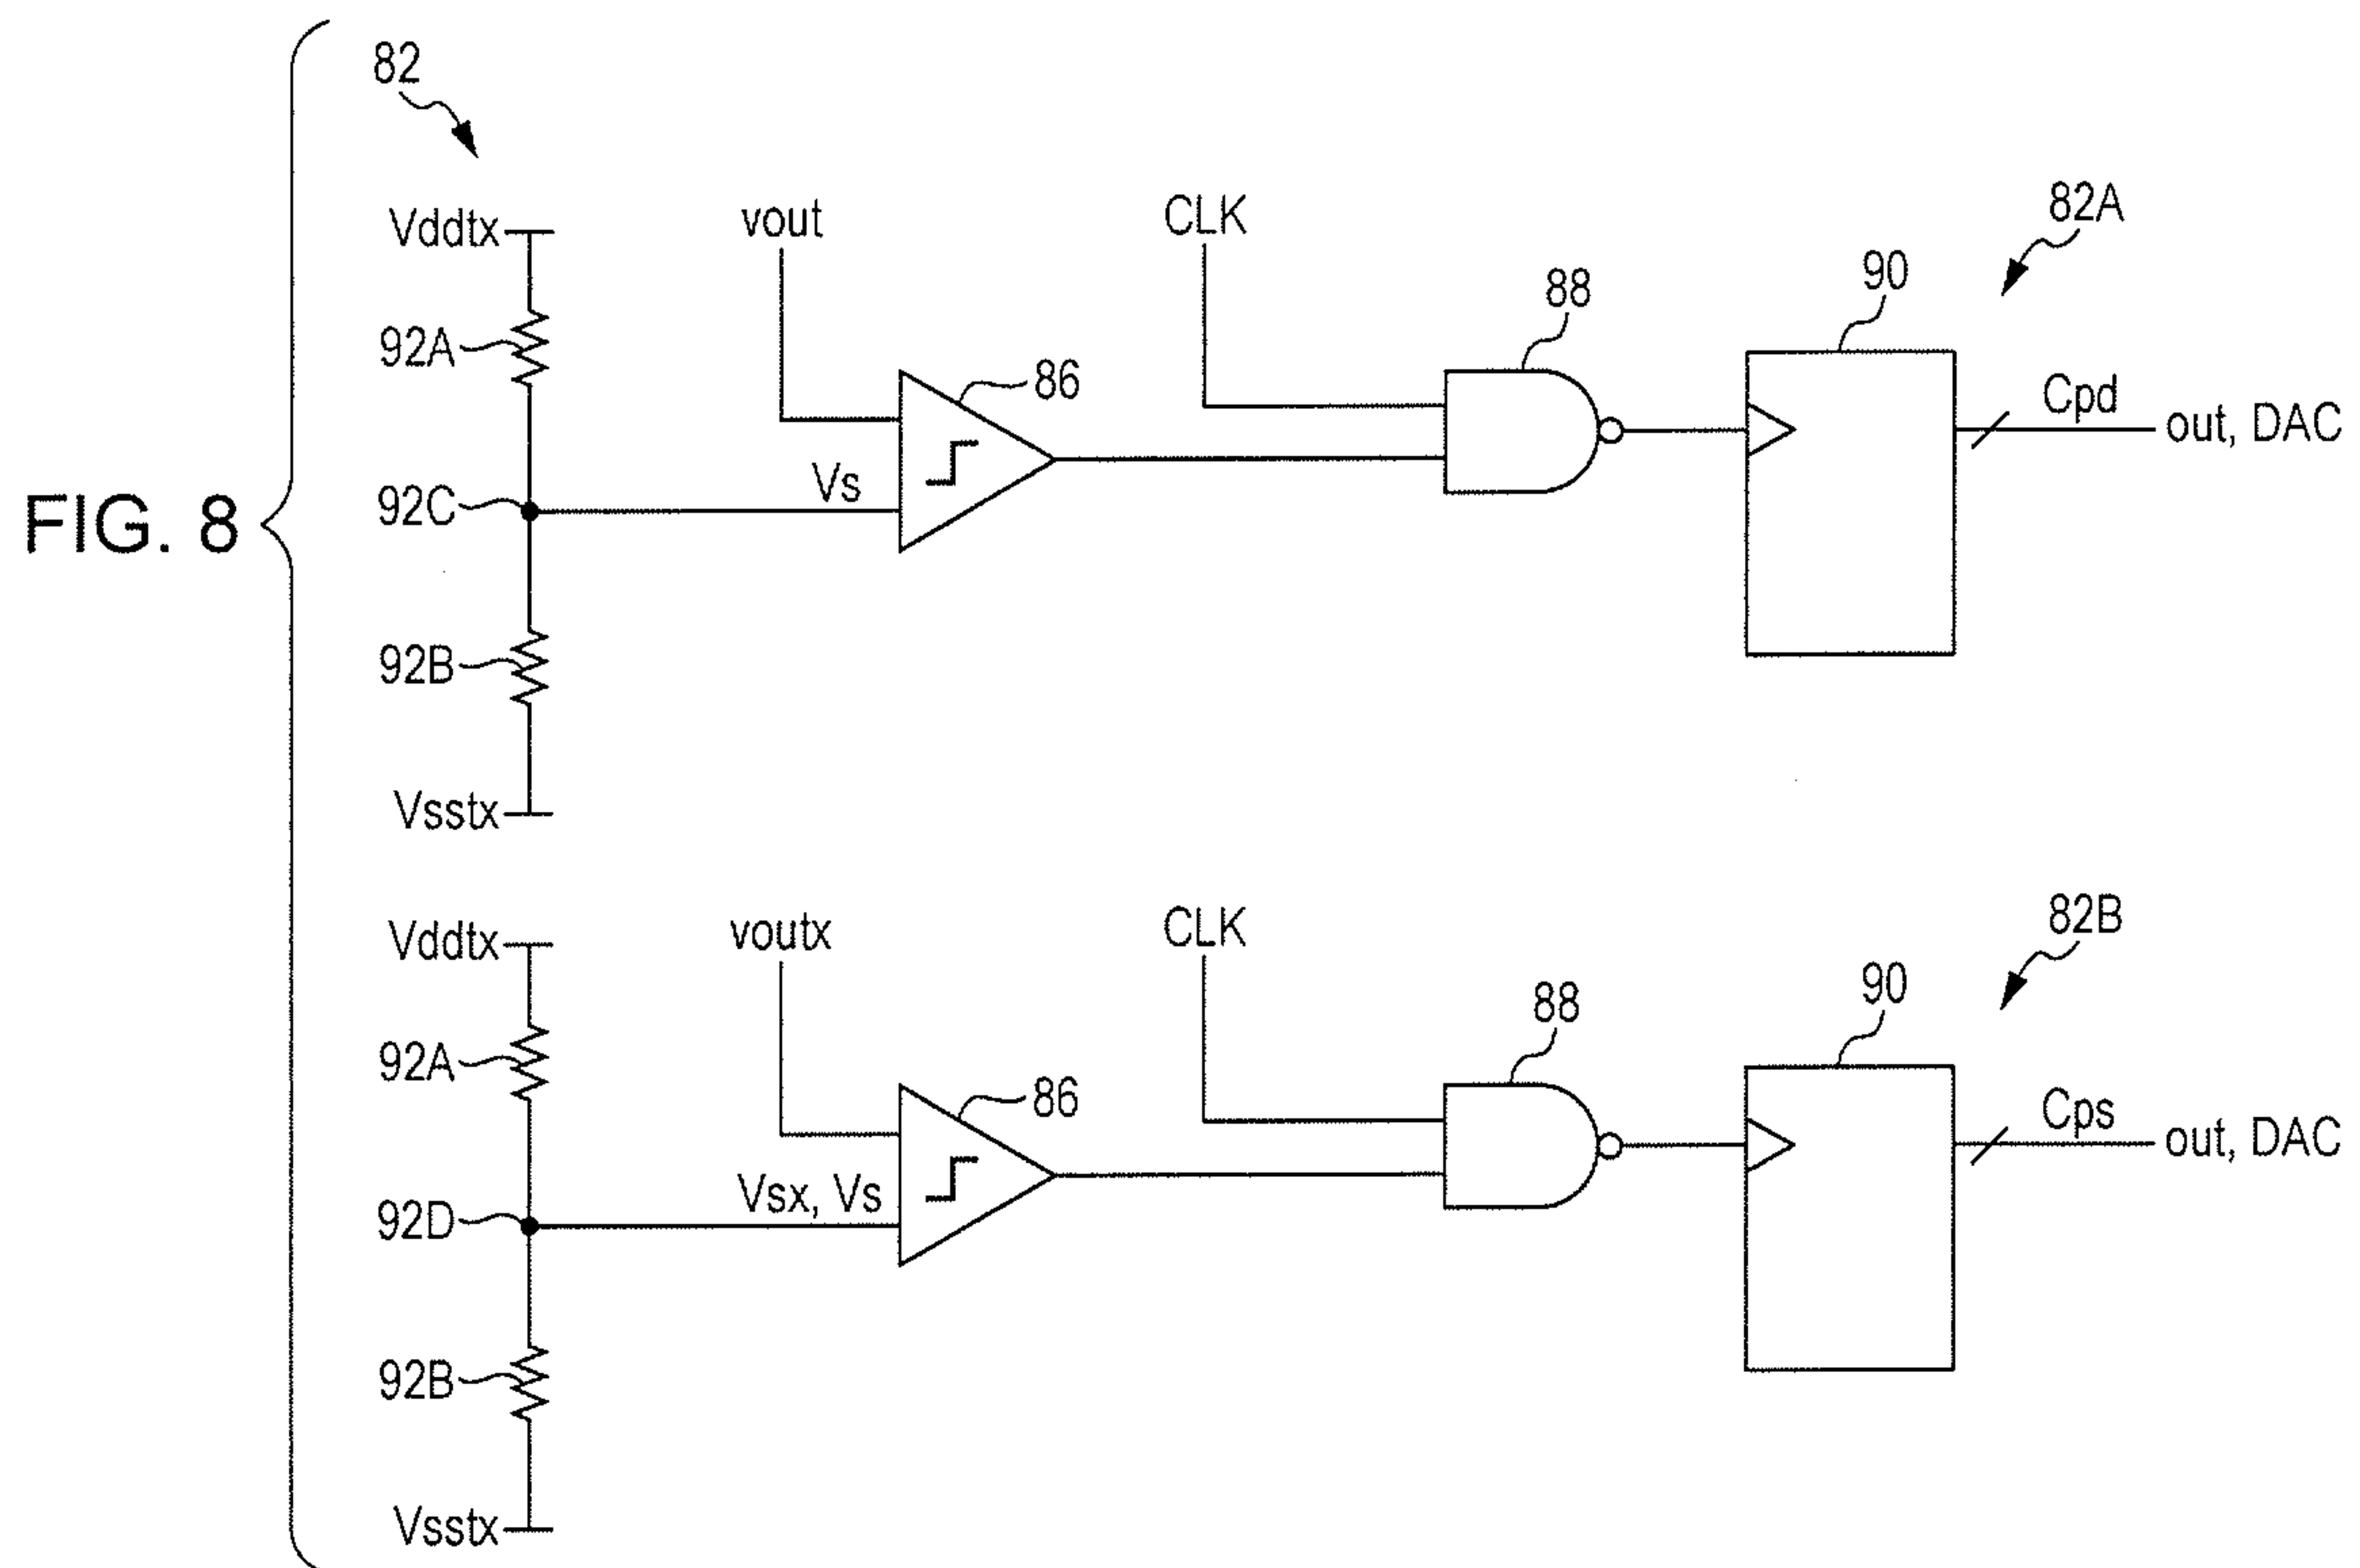 FIG. 8
82
Vddtx
92A
92C
92B
Vsstx
vout
Vs
86
CLK
88
90
82A
Cpd
out, DAC
Vddtx
92A
92D
92B
Vsstx
voutx
Vsx, Vs
86
CLK
88
90
82B
Cps
out, DAC